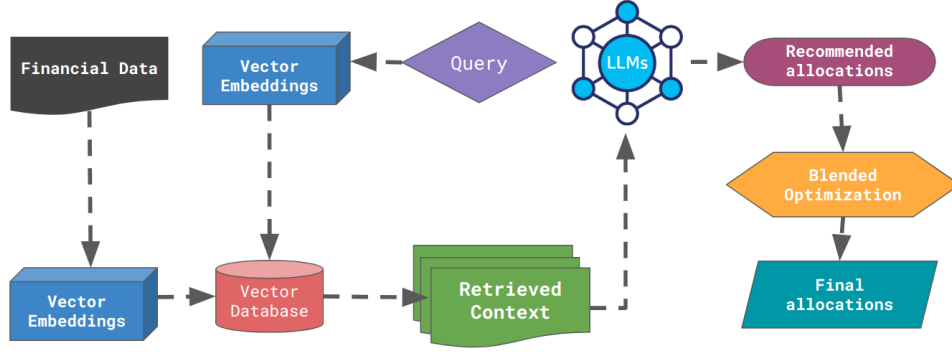 Financial Data
Vector
Embeddings
Query
LLMs
Recommended
allocations
Blended
Optimization
Vector
Embeddings
Vector
Database
Retrieved
Context
Final
allocations